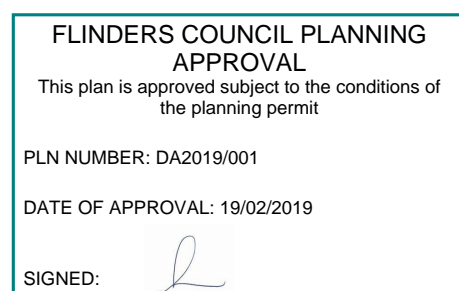 FLINDERS COUNCIL PLANNING
APPROVAL
This plan is approved subject to the conditions of
the planning permit
PLN NUMBER: DA2019/001
DATE OF APPROVAL: 19/02/2019
SIGNED: